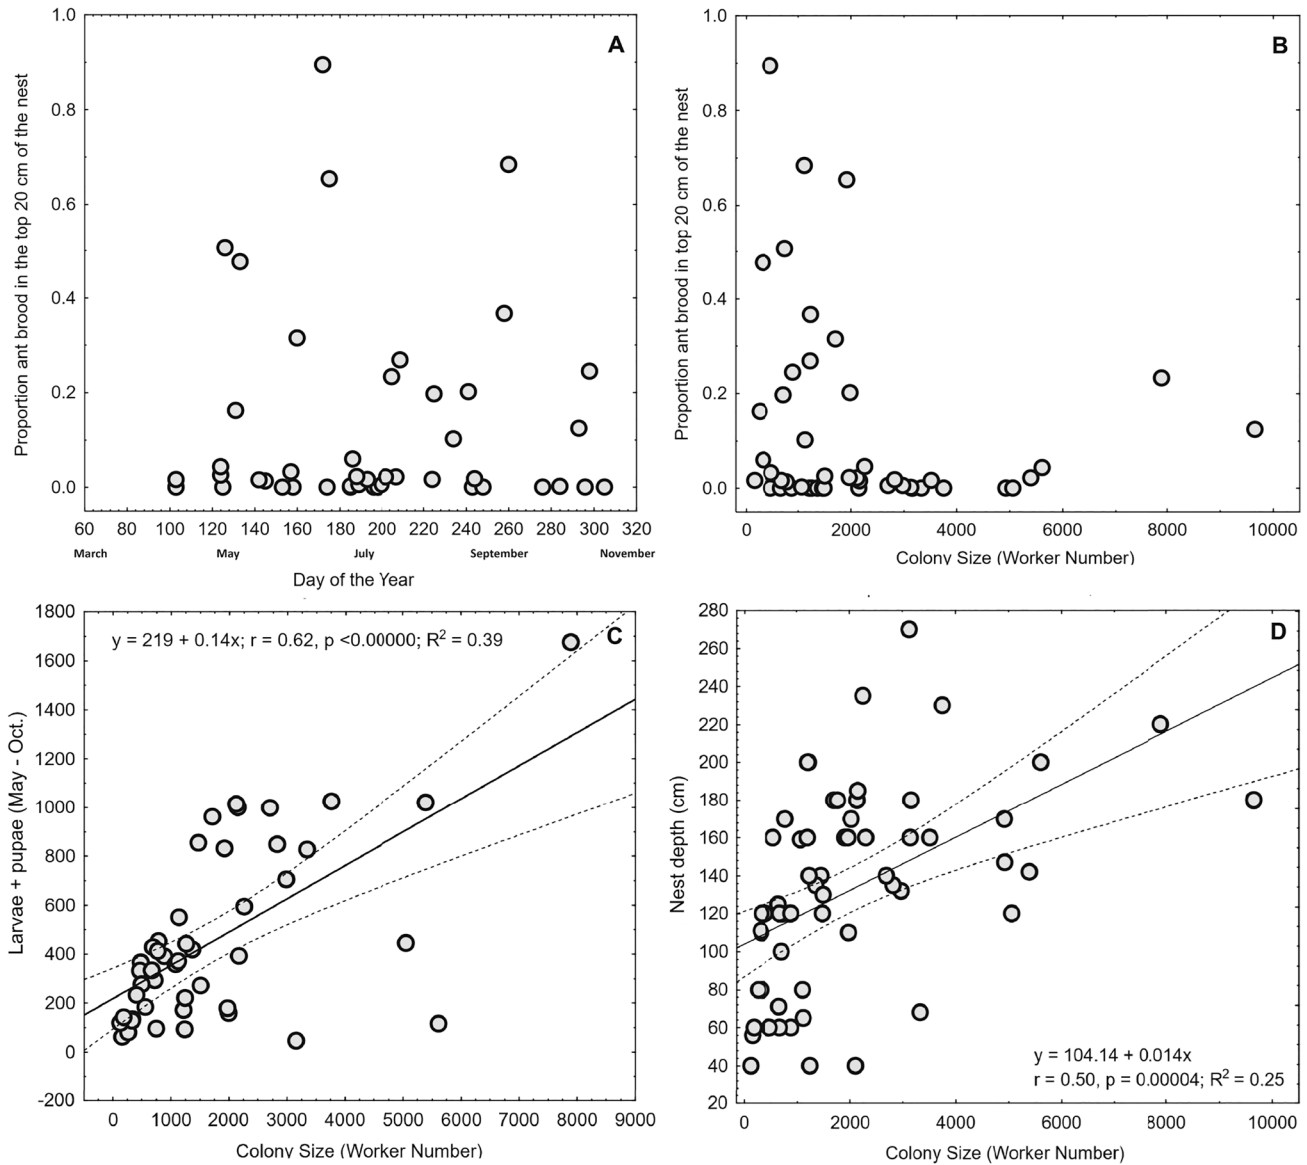 A
Proportion ant brood in the top 20 cm of the nest
1.0
0.8
0.6
0.4
0.2
0.0
60 80 100 120 140 160 180 200 220 240 260 280 300 320
March May July September November
Day of the Year
B
Proportion ant brood in top 20 cm of the nest
1.0
0.8
0.6
0.4
0.2
0.0
0 2000 4000 6000 8000 10000
Colony Size (Worker Number)
C
y = 219 + 0.14x; r = 0.62, p <0.00000; R² = 0.39
Larvae + pupae (May - Oct.)
1800
1600
1400
1200
1000
800
600
400
200
0
-200
0 1000 2000 3000 4000 5000 6000 7000 8000 9000
Colony Size (Worker Number)
D
Nest depth (cm)
280
260
240
220
200
180
160
140
120
100
80
60
40
20
y = 104.14 + 0.014x
r = 0.50, p = 0.00004; R² = 0.25
0 2000 4000 6000 8000 10000
Colony Size (Worker Number)